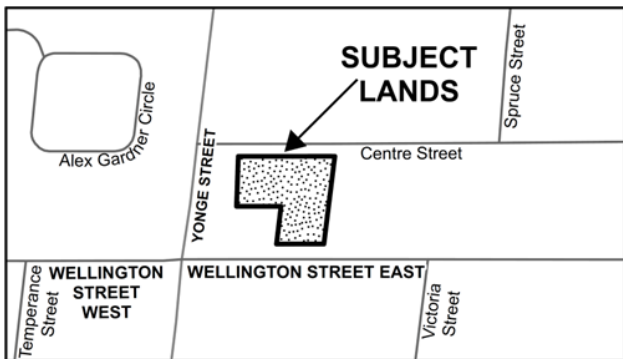 SUBJECT
LANDS
Spruce Street
Alex Gardner Circle
YONGE STREET
Centre Street
Temperance
Street
WELLINGTON
STREET
WEST
WELLINGTON STREET EAST
Victoria
Street